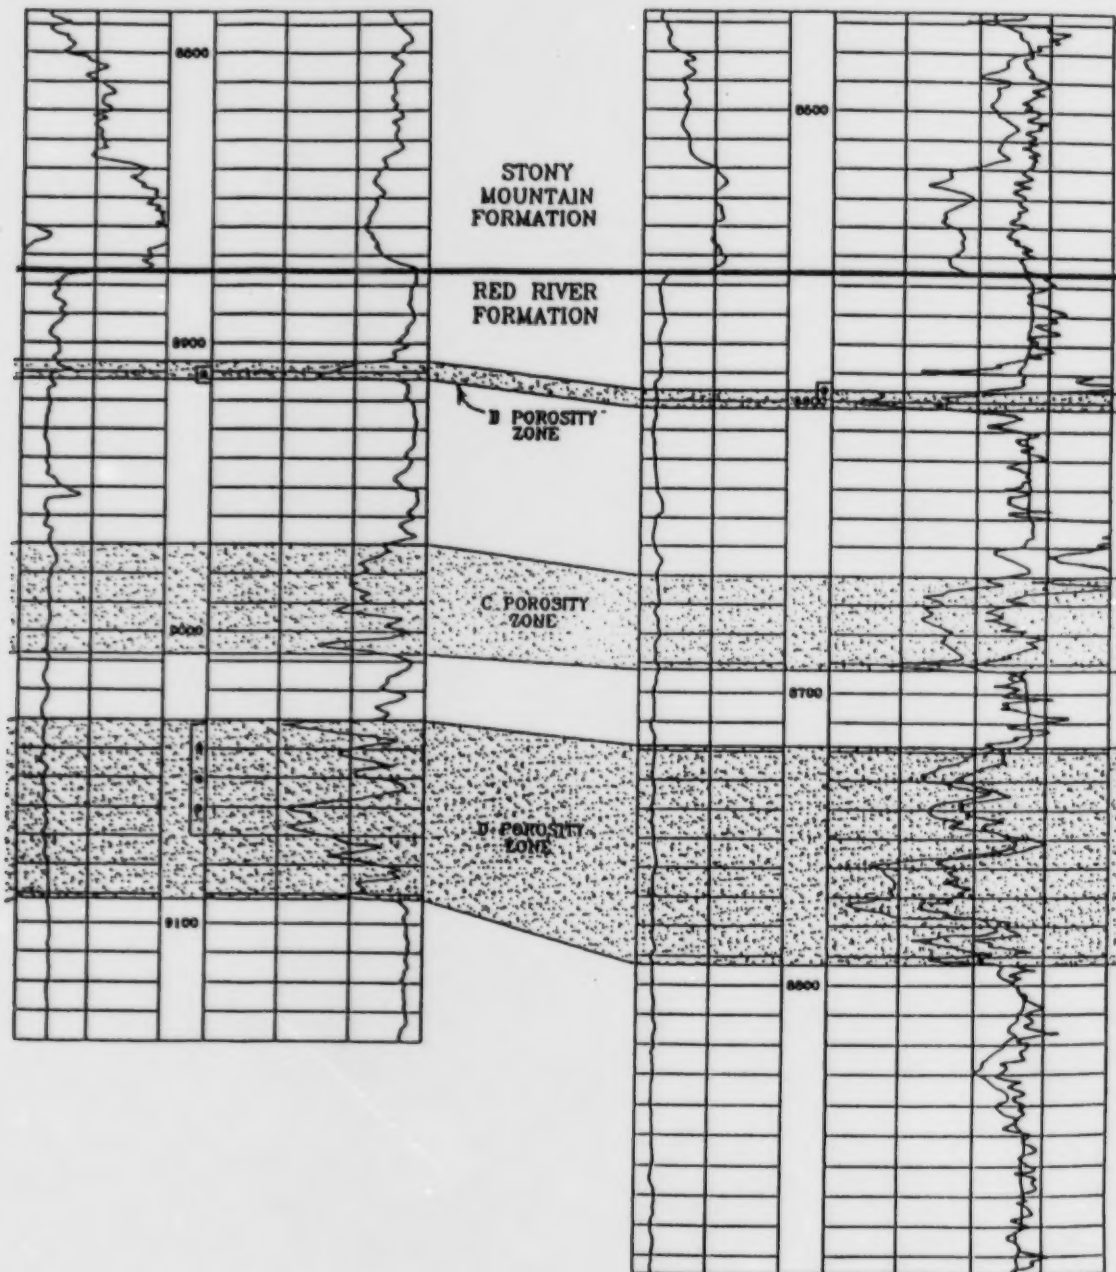 8800
8500
STONY
MOUNTAIN
FORMATION
RED RIVER
FORMATION
8900
8600
B POROSITY
ZONE
C POROSITY
ZONE
9000
8700
D POROSITY
ZONE
9100
8800